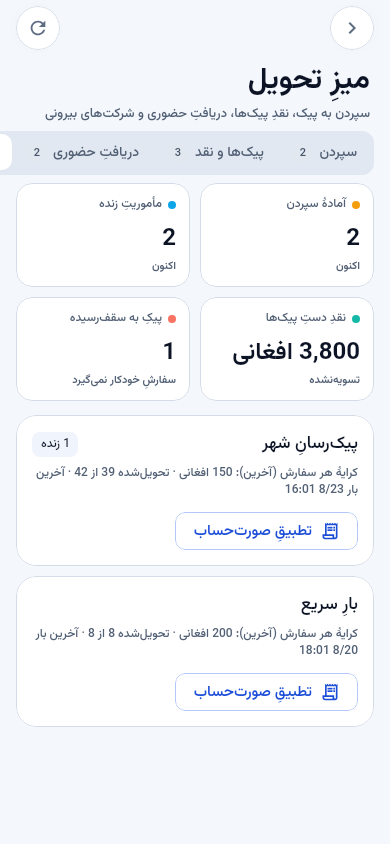 میزِ تحویل
سپردن به پیک، نقدِ پیک‌ها، دریافتِ حضوری و شرکت‌های بیرونی
سپردن 2 پیک‌ها و نقد 3 دریافتِ حضوری 2
آمادهٔ سپردن
2
اکنون
مأموریتِ زنده
2
اکنون
نقدِ دستِ پیک‌ها
3,800 افغانی
تسویه‌نشده
پیکِ به سقف‌رسیده
1
سفارشِ خودکار نمی‌گیرد
پیک‌رسانِ شهر
1 زنده
کرایهٔ هر سفارش (آخرین): 150 افغانی · تحویل‌شده 39 از 42 · آخرین
بار 8/23 16:01
تطبیقِ صورت‌حساب
بارِ سریع
کرایهٔ هر سفارش (آخرین): 200 افغانی · تحویل‌شده 8 از 8 · آخرین بار
8/20 18:01
تطبیقِ صورت‌حساب